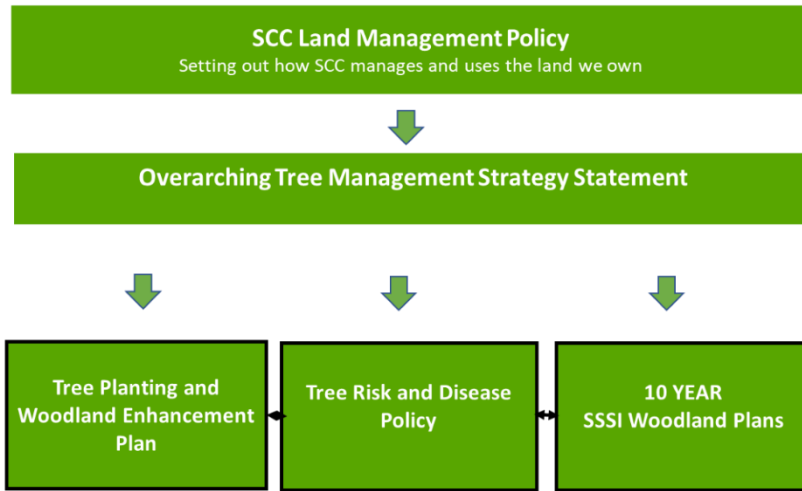 SCC Land Management Policy
Setting out how SCC manages and uses the land we own
Overarching Tree Management Strategy Statement
Tree Planting and
Woodland Enhancement
Plan
Tree Risk and Disease
Policy
10 YEAR
SSSI Woodland Plans